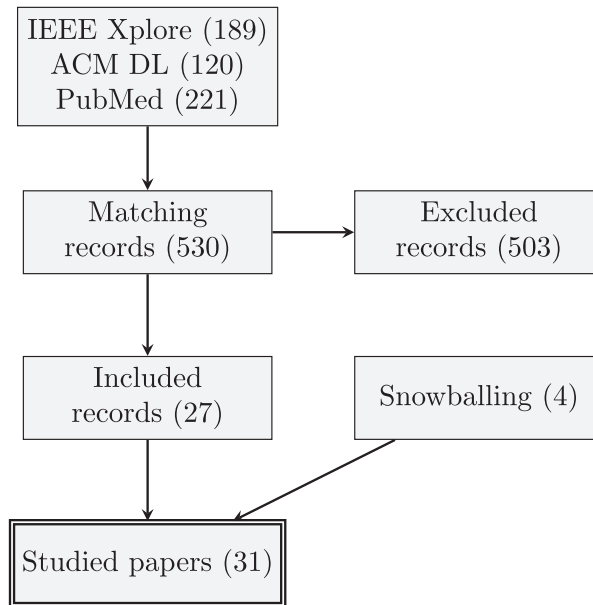 IEEE Xplore (189)
ACM DL (120)
PubMed (221)
Matching
records (530)
Excluded
records (503)
Included
records (27)
Snowballing (4)
Studied papers (31)